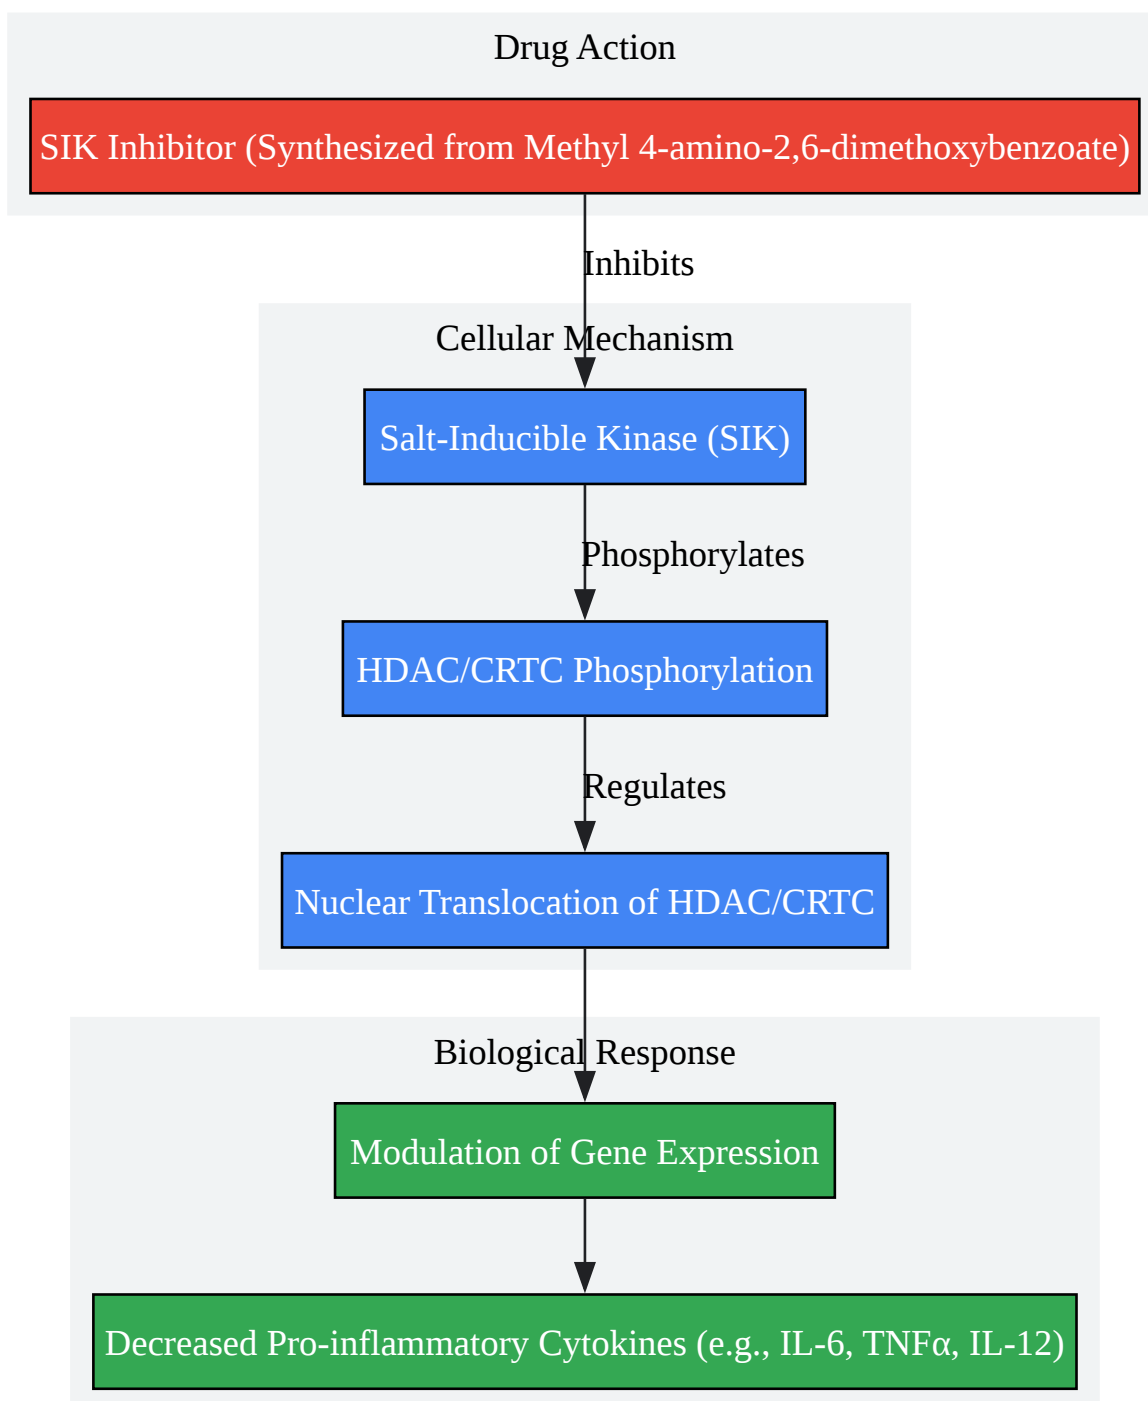 Drug Action
SIK Inhibitor (Synthesized from Methyl 4-amino-2,6-dimethoxybenzoate)
Inhibits
Cellular Mechanism
Salt-Inducible Kinase (SIK)
Phosphorylates
HDAC/CRTC Phosphorylation
Regulates
Nuclear Translocation of HDAC/CRTC
Biological Response
Modulation of Gene Expression
Decreased Pro-inflammatory Cytokines (e.g., IL-6, TNFα, IL-12)